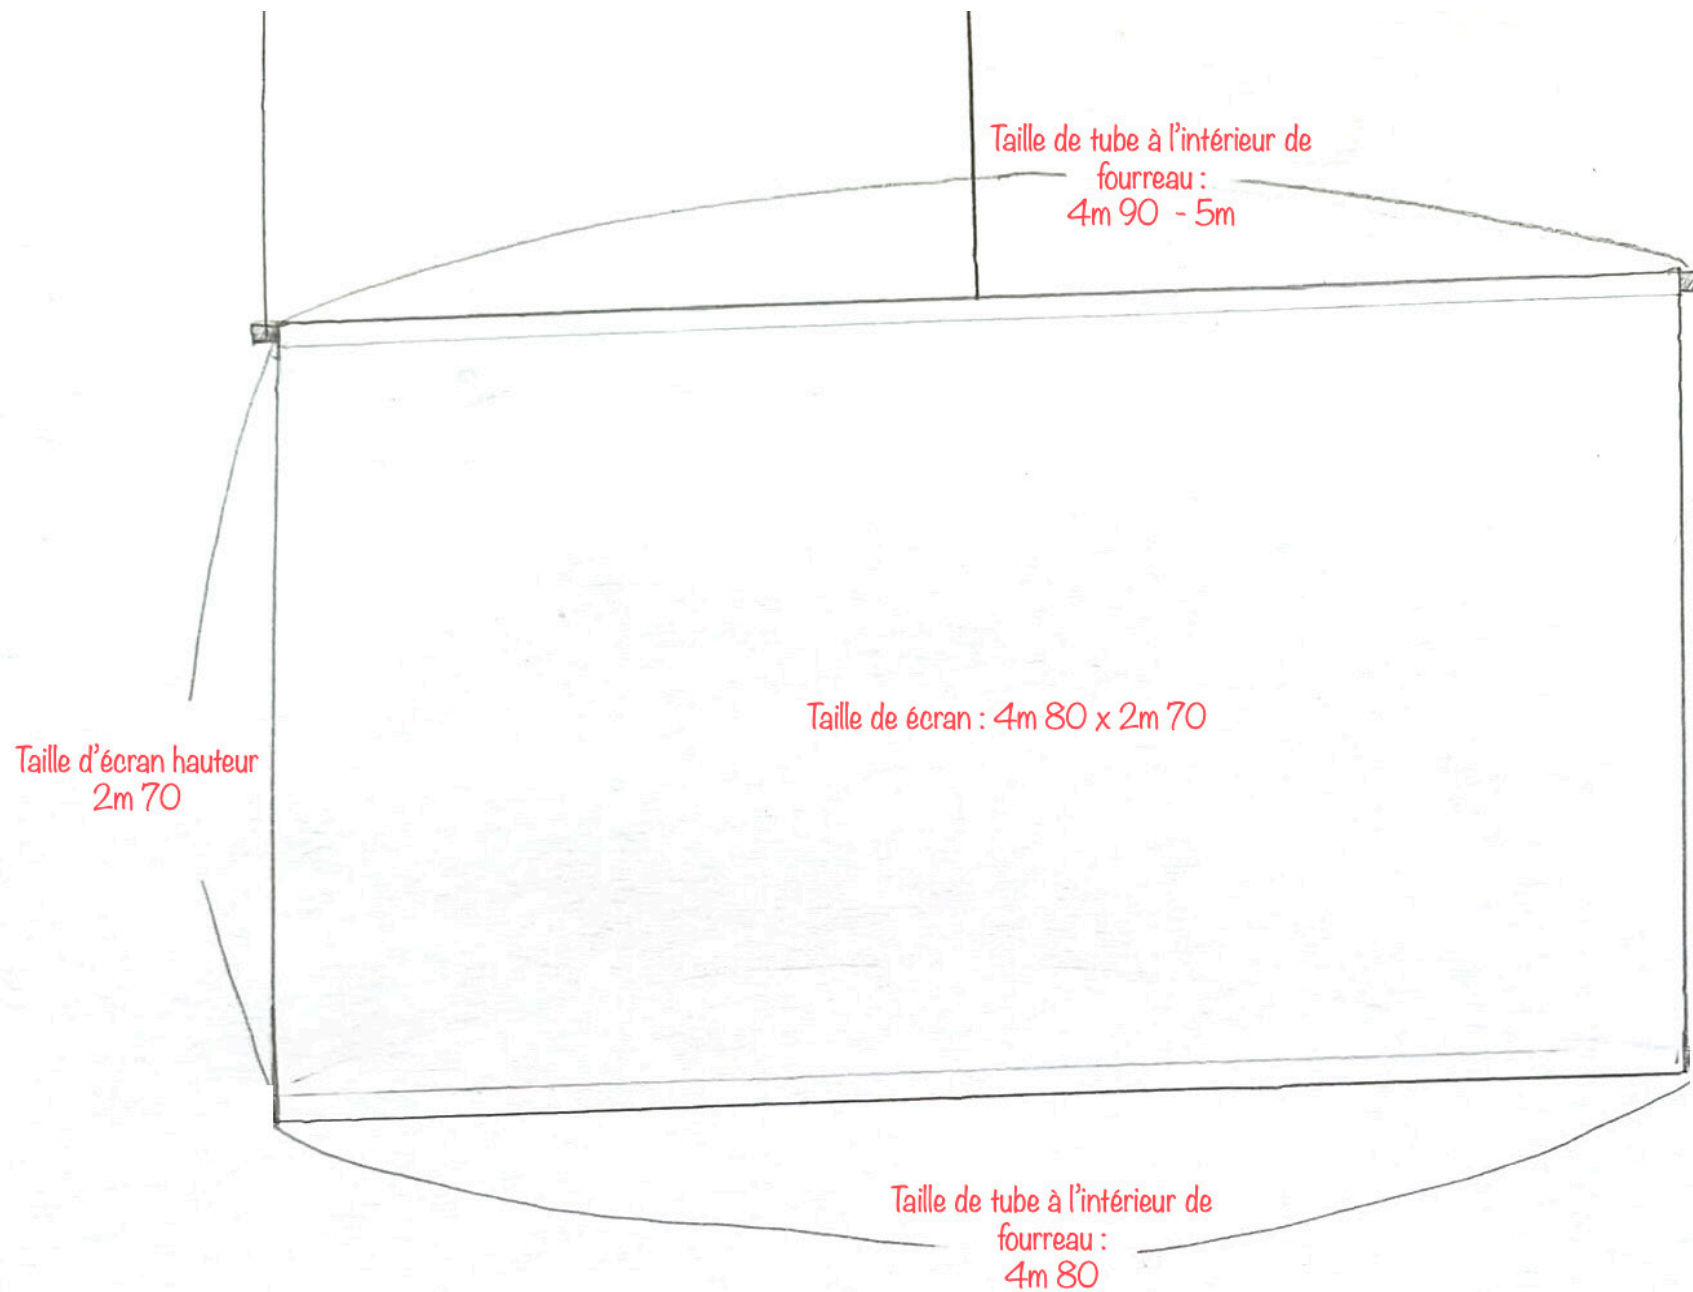 Taille de tube à l'intérieur de
fourreau :
4m 90 - 5m
Taille de écran : 4m 80 x 2m 70
Taille d'écran hauteur
2m 70
Taille de tube à l'intérieur de
fourreau :
4m 80